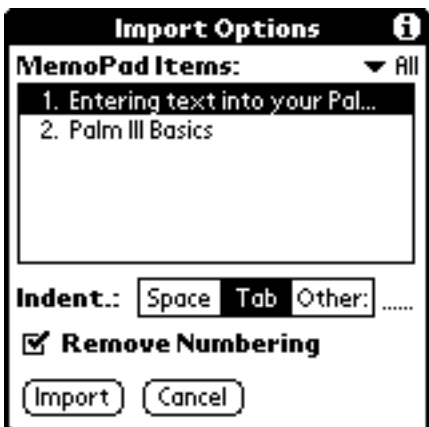 Import Options i
MemoPad Items: All
1. Entering text into your Pal...
2. Palm III Basics
Indent.: Space Tab Other: ......
Remove Numbering
Import Cancel